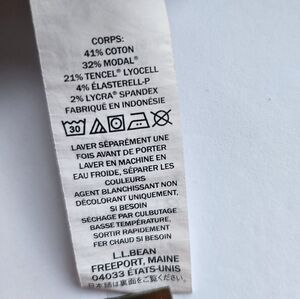 CORPS:
41% COTON
32% MODAL®
21% TENCEL® LYOCELL
4% ÉLASTERELL-P
2% LYCRA® SPANDEX
FABRIQUÉ EN INDONÉSIE
30
LAVER SÉPARÉMENT UNE
FOIS AVANT DE PORTER
LAVER EN MACHINE EN
EAU FROIDE, SÉPARER LES
COULEURS
AGENT BLANCHISSANT NON
DÉCOLORANT UNIQUEMENT,
SI BESOIN
SÉCHAGE PAR CULBUTAGE
BASSE TEMPÉRATURE,
SORTIR RAPIDEMENT
FER CHAUD SI BESOIN
L.L.BEAN
FREEPORT, MAINE
04033 ÉTATS-UNIS